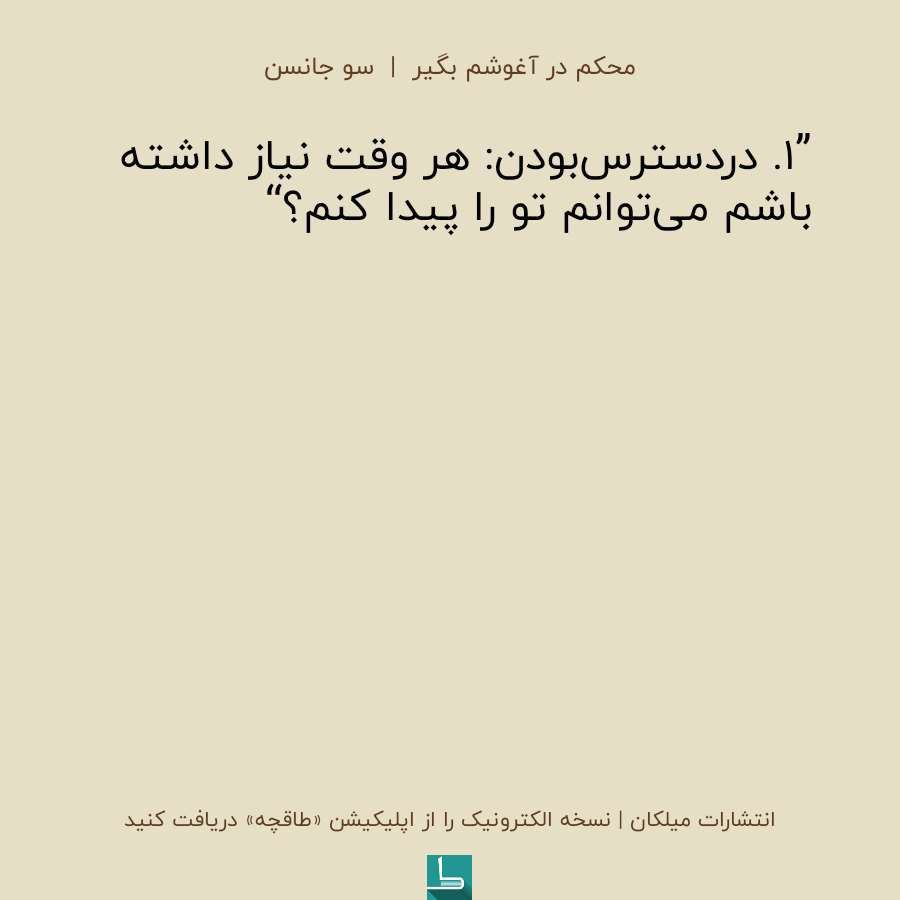 محکم در آغوشم بگیر | سو جانسن
”۱. دردسترس‌بودن: هر وقت نیاز داشته
باشم می‌توانم تو را پیدا کنم؟“
انتشارات میلکان | نسخه الکترونیک را از اپلیکیشن «طاقچه» دریافت کنید